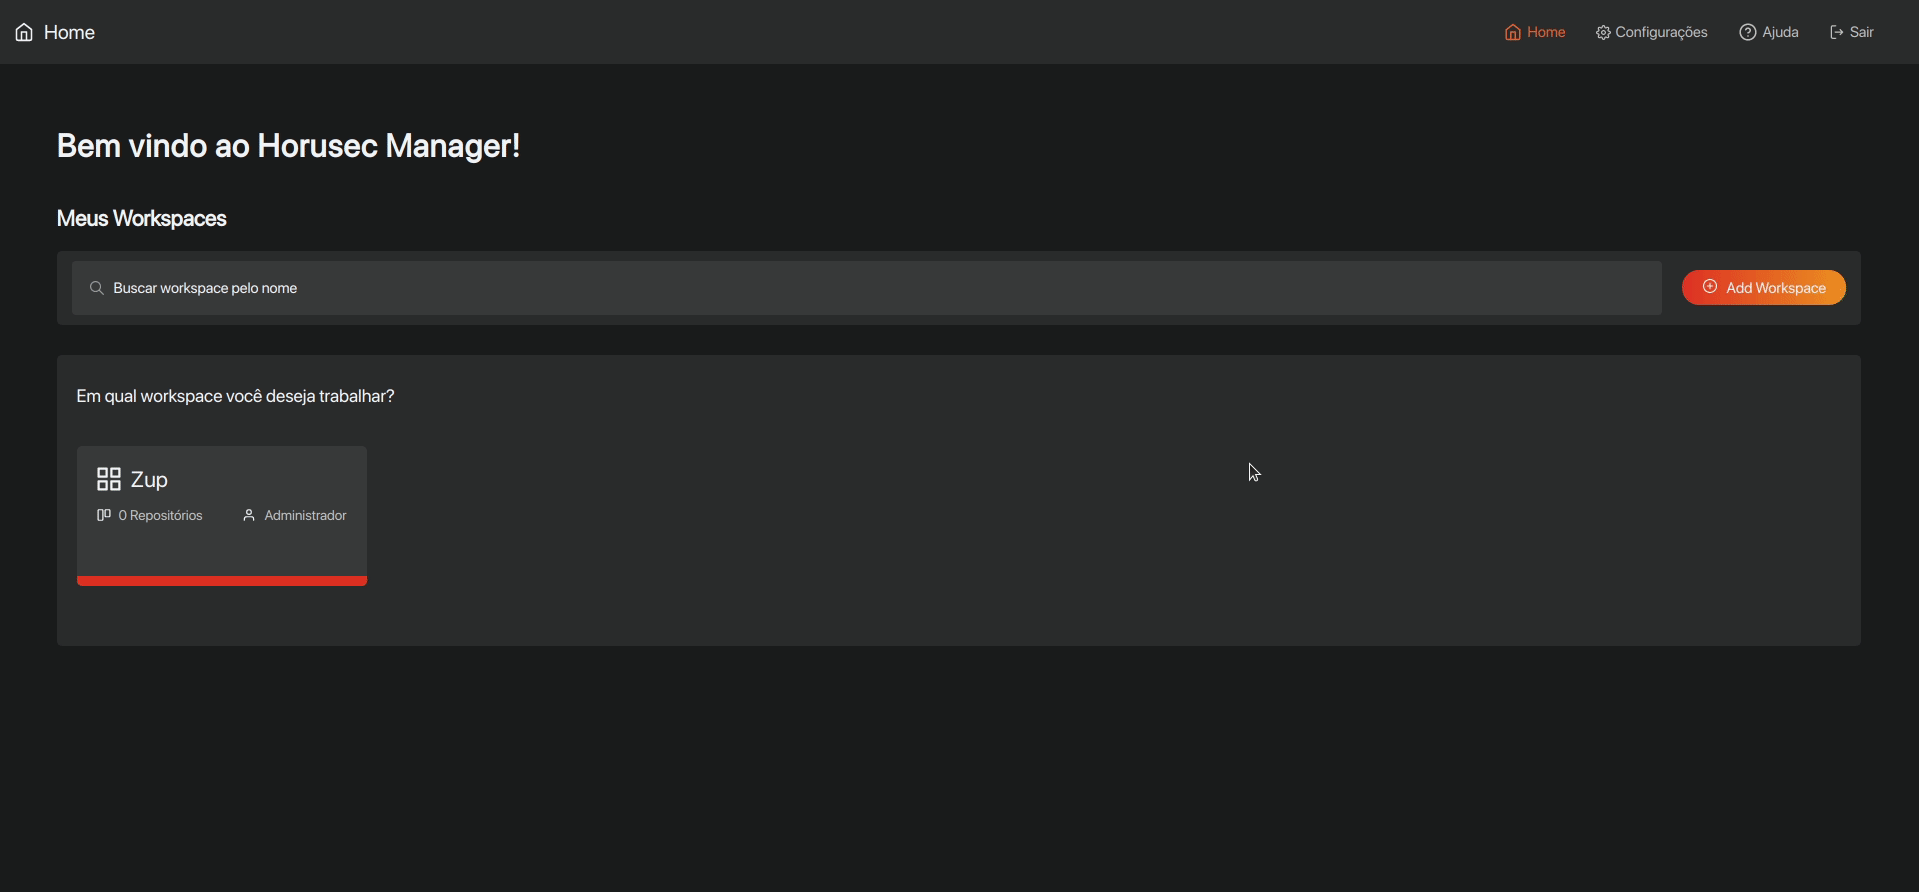 Home
Home Configurações Ajuda Sair
Bem vindo ao Horusec Manager!
Meus Workspaces
Buscar workspace pelo nome
Add Workspace
Em qual workspace você deseja trabalhar?
Zup
0 Repositórios Administrador